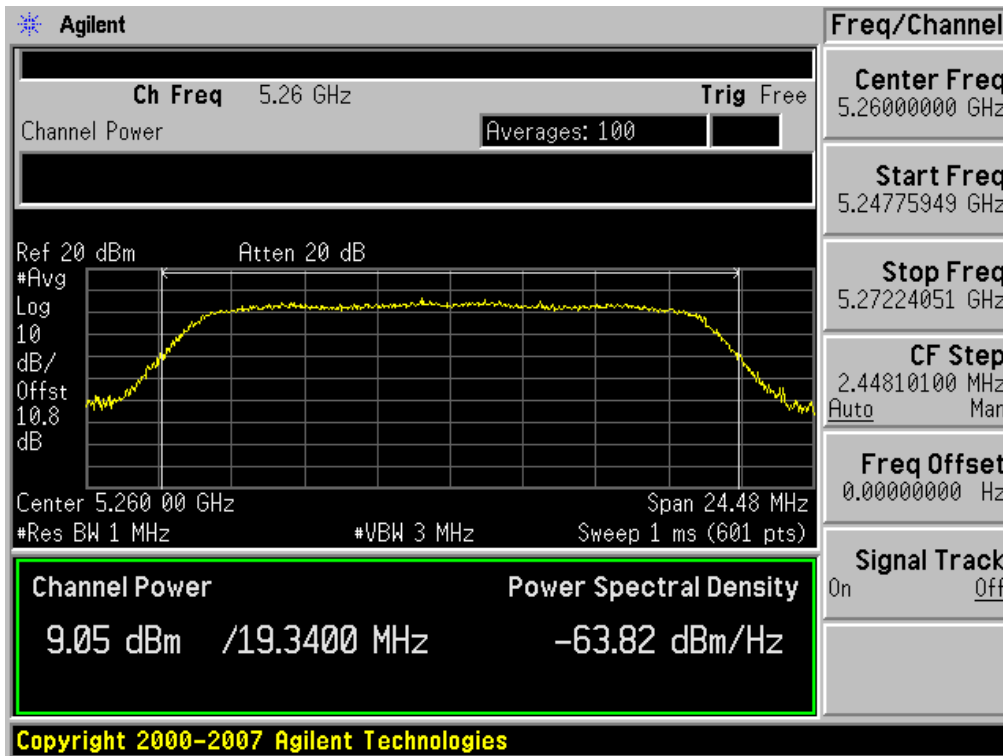 Agilent
Ch Freq 5.26 GHz Trig Free
Channel Power Averages: 100
Ref 20 dBm Atten 20 dB
#Avg
Log
10
dB/
Offst
10.8
dB
Center 5.260 00 GHz Span 24.48 MHz
#Res BW 1 MHz #VBW 3 MHz Sweep 1 ms (601 pts)
Channel Power Power Spectral Density
9.05 dBm /19.3400 MHz -63.82 dBm/Hz
Copyright 2000-2007 Agilent Technologies
Freq/Channel
Center Freq
5.26000000 GHz
Start Freq
5.24775949 GHz
Stop Freq
5.27224051 GHz
CF Step
2.44810100 MHz
Auto Man
Freq Offset
0.00000000 Hz
Signal Track
On Off